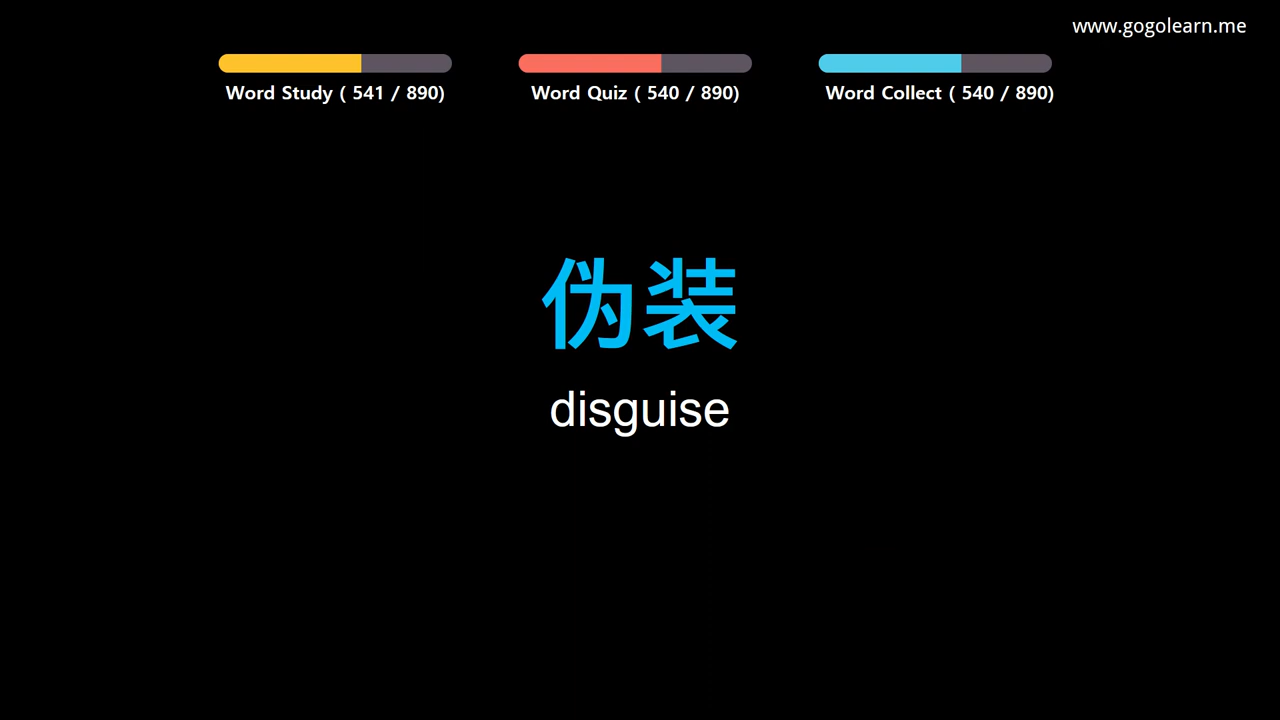 www.gogolearn.me
Word Study ( 541 / 890)
Word Quiz ( 540 / 890)
Word Collect ( 540 / 890)
伪装
disguise